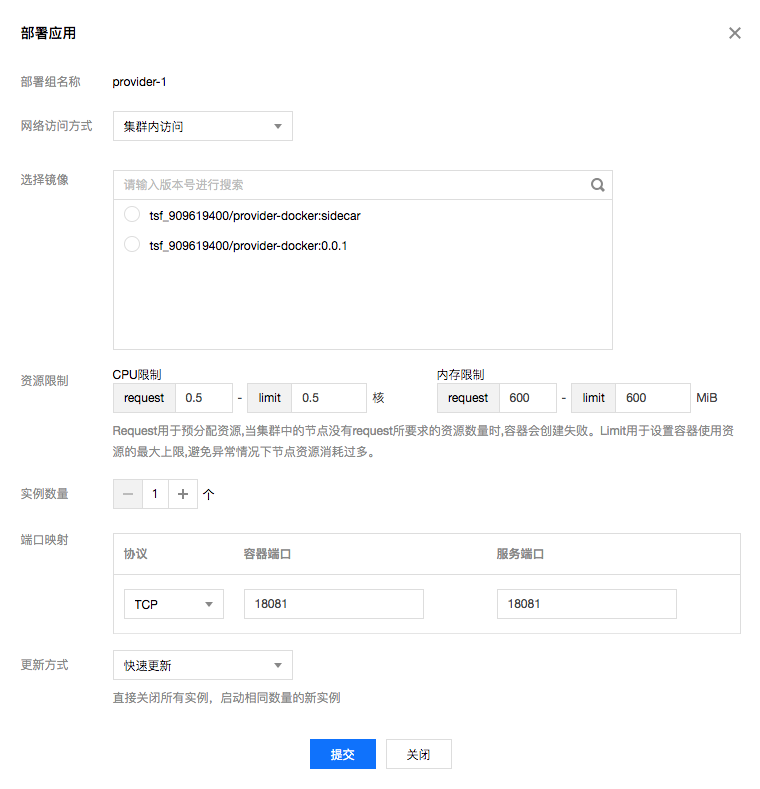 部署应用
部署组名称 provider-1
网络访问方式 集群内访问
选择镜像 请输入版本号进行搜索
tsf_909619400/provider-docker:sidecar
tsf_909619400/provider-docker:0.0.1
资源限制 CPU限制 内存限制
request 0.5 - limit 0.5 核 request 600 - limit 600 MiB
Request用于预分配资源,当集群中的节点没有request所要求的资源数量时,容器会创建失败。Limit用于设置容器使用资
源的最大上限,避免异常情况下节点资源消耗过多。
实例数量 1 个
端口映射 协议 容器端口 服务端口
TCP 18081 18081
更新方式 快速更新
直接关闭所有实例，启动相同数量的新实例
提交 关闭